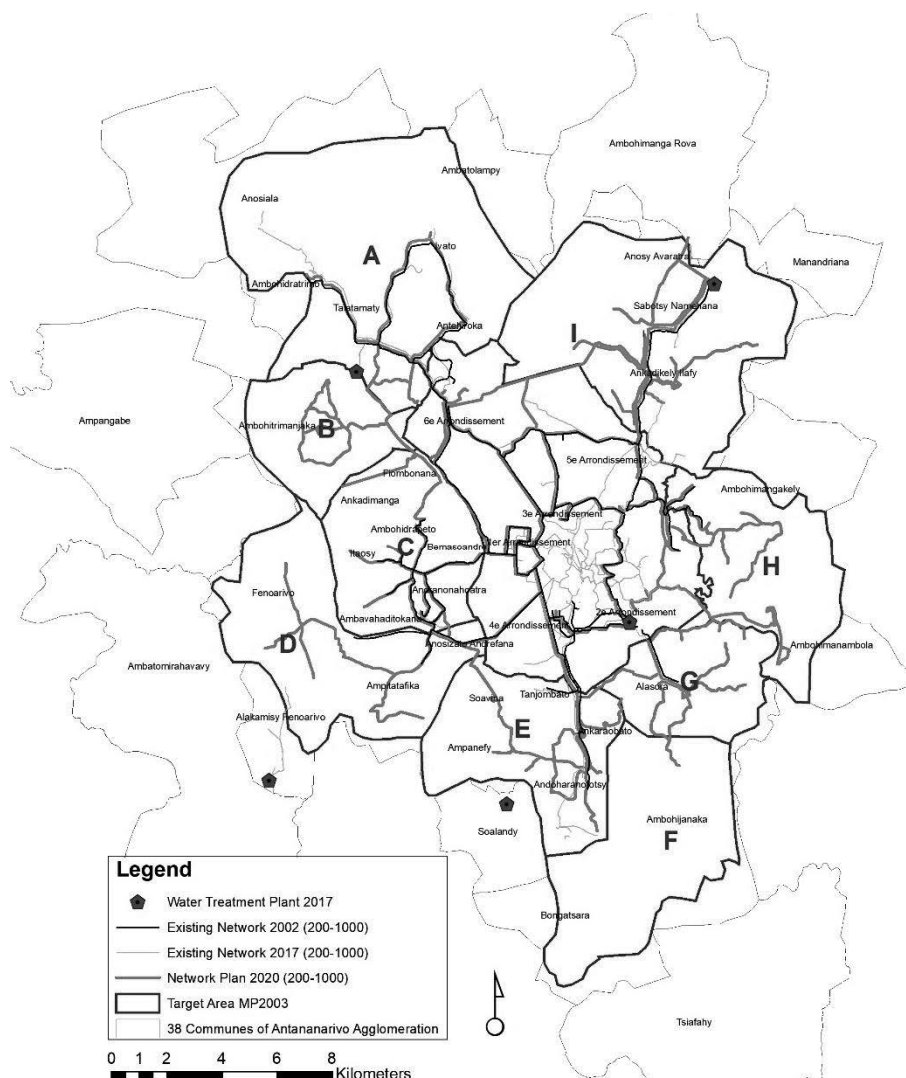 Ambohimanga Rova
Ambatolampy
Anosiala
Anosy Avaratra
Manandriana
A
Ivato
Ambohidratrimo
Talatamaty
Sabotsy Namehana
Antehiroka
I
Ankadikely Ilafy
Ampangabe
Ambohitrimanjaka
B
6e Arrondissement
5e Arrondissement
Fiombonana
Ankadimanga
Ambohimangakely
3e Arrondissement
Ambohidrapeto
Itaosy
C
Bemasoandro
1er Arrondissement
H
Fenoarivo
Andranonahoatra
Ambavahaditokana
4e Arrondissement
2e Arrondissement
D
Anosizato Andrefana
Ambohimanambola
Ambatomirahavavy
Ampitatafika
Soavina
Tanjombato
Alasora
G
Alakamisy Fenoarivo
E
Ankaraobato
Ampanefy
Andoharanofotsy
Soalandy
Ambohijanaka
F
Bongatsara
Tsiafahy
Legend
Water Treatment Plant 2017
Existing Network 2002 (200-1000)
Existing Network 2017 (200-1000)
Network Plan 2020 (200-1000)
Target Area MP2003
38 Communes of Antananarivo Agglomeration
0 1 2 4 6 8
Kilometers